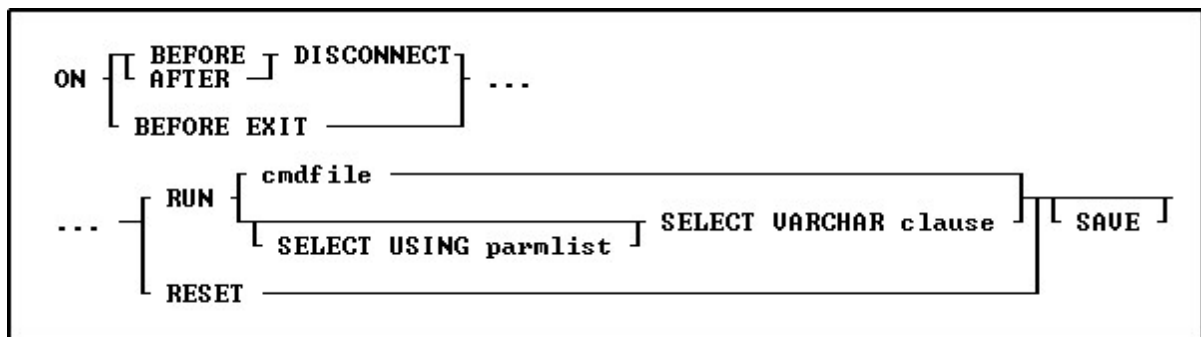 BEFORE DISCONNECT
ON AFTER ...
BEFORE EXIT
cmdfile
RUN
... SELECT VARCHAR clause SAVE
SELECT USING parmlist
RESET